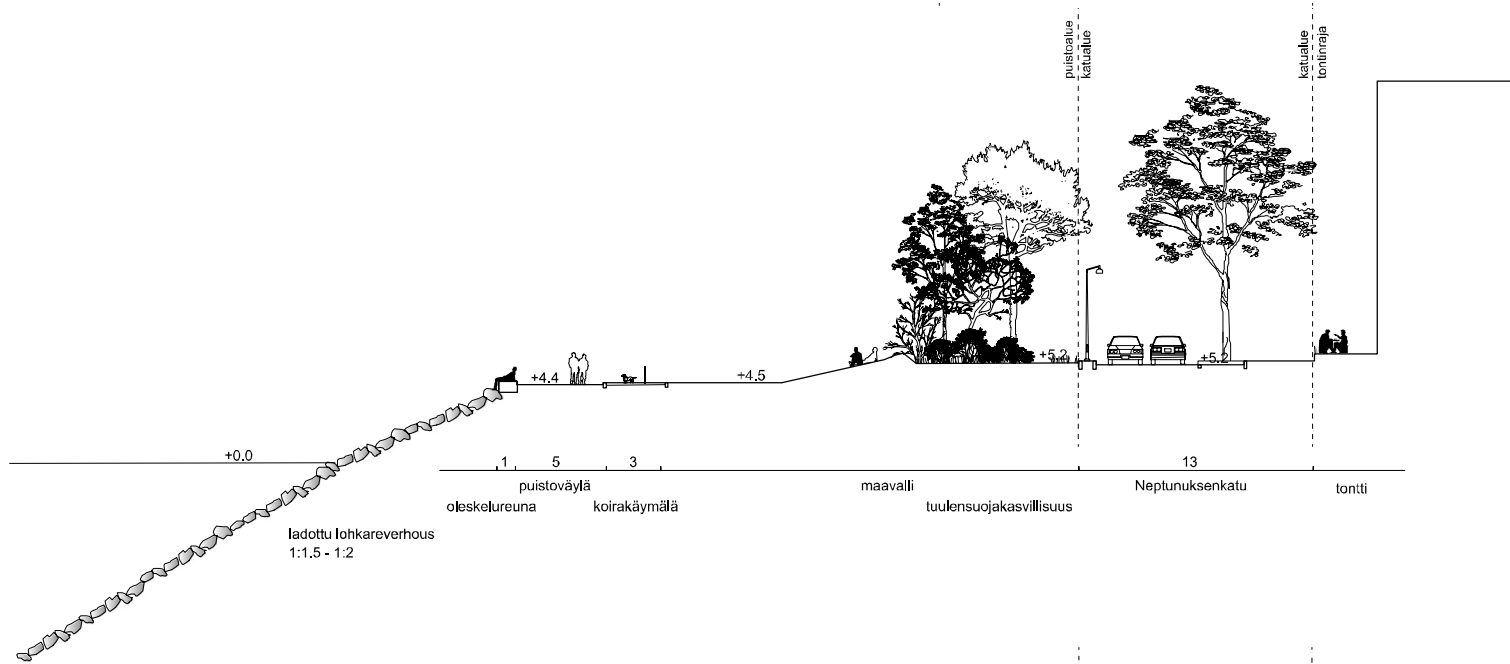 puistoalue
katualue
katualue
tontinraja
+4.4
+4.5
+5.2
+5.2
+0.0
1
5
3
13
puistoväylä
maavalli
Neptunuksenkatu
tontti
oleskelureuna
koirakäymälä
tuulensuojakasvillisuus
ladottu lohkareverhous
1:1.5 - 1:2